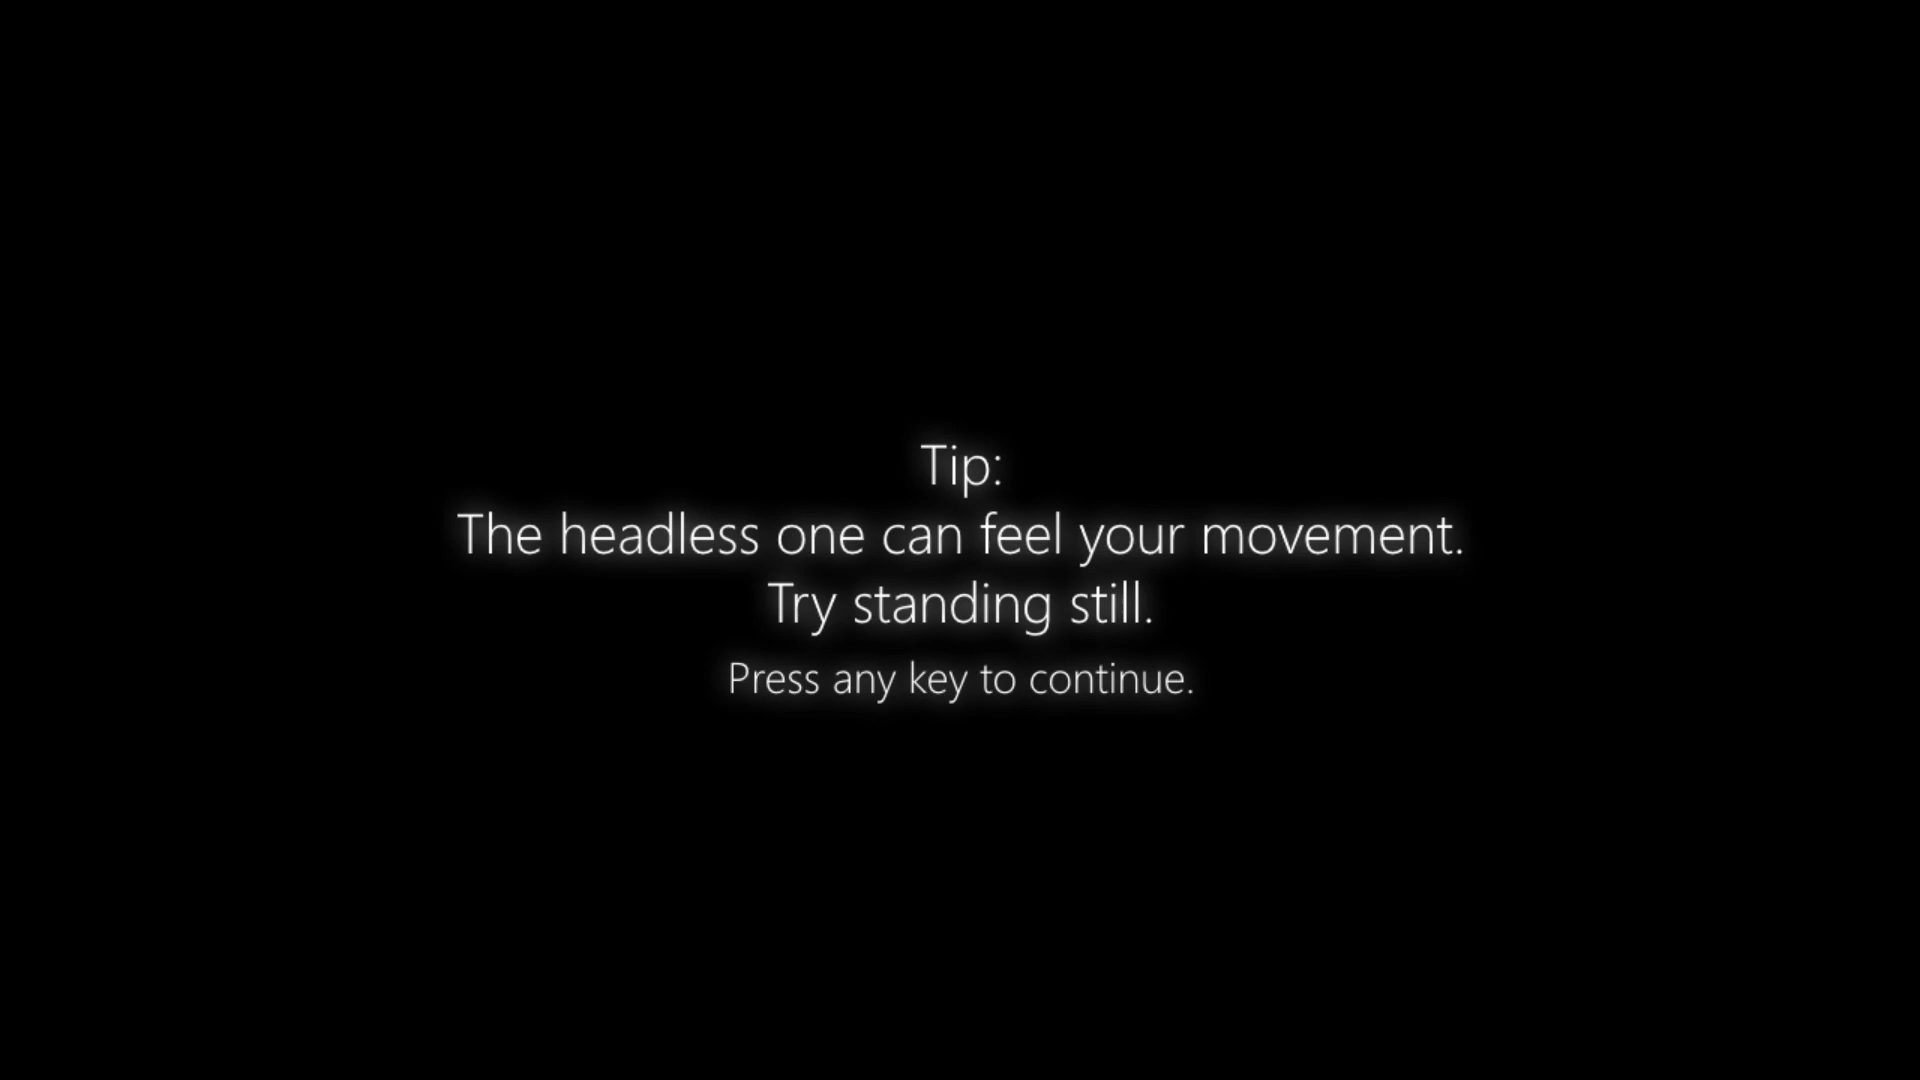 Tip:
The headless one can feel your movement.
Try standing still.
Press any key to continue.